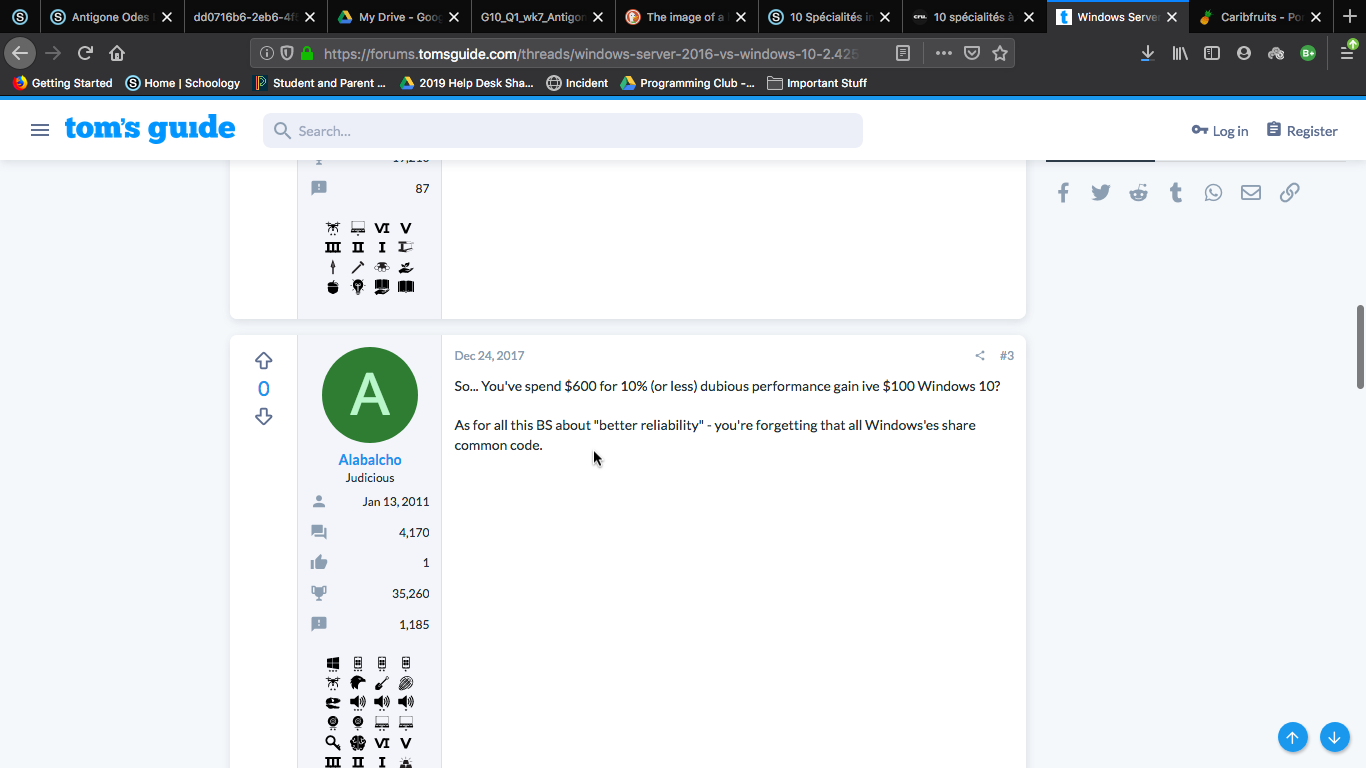 Antigone Odes
dd0716b6-2eb6-4f
My Drive - Goog
G10_Q1_wk7_Antigon
The image of a
10 Spécialités
10 spécialités à
Windows Server
Caribfruits - Po
https://forums.tomsguide.com/threads/windows-server-2016-vs-windows-10-2.425
Getting Started
Home | Schoology
Student and Parent ...
2019 Help Desk Sha...
Incident
Programming Club -...
Important Stuff
tom's guide
Search...
Log in
Register
87
VI V
III II I
A
0
Alabalcho
Judicious
Jan 13, 2011
4,170
1
35,260
1,185
VI V
III II I
Dec 24, 2017
#3
So... You've spend $600 for 10% (or less) dubious performance gain ive $100 Windows 10?
As for all this BS about "better reliability" - you're forgetting that all Windows'es share
common code.